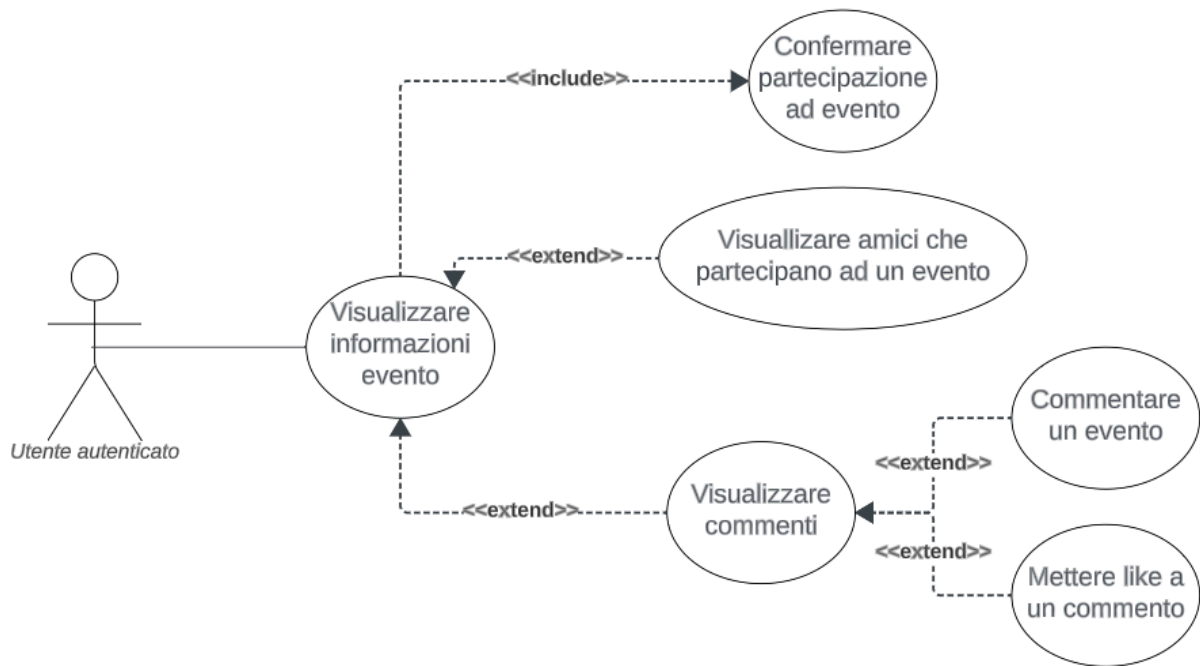 Confermare
partecipazione
ad evento
<<include>>
Visuallizare amici che
partecipano ad un evento
<<extend>>
Visualizzare
informazioni
evento
Utente autenticato
Commentare
un evento
<<extend>>
Visualizzare
commenti
<<extend>>
<<extend>>
Mettere like a
un commento